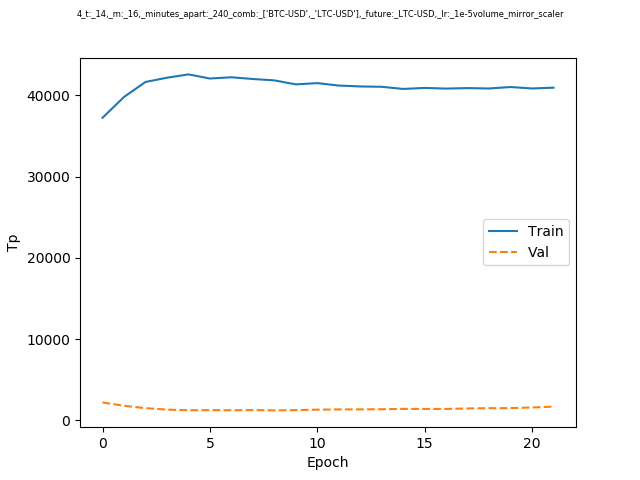 4_t:_14,_m:_16,_minutes_apart:_240_comb:_['BTC-USD',_'LTC-USD'],_future:_LTC-USD,_lr:_1e-5volume_mirror_scaler
40000
30000
20000
10000
0
Tp
Train
Val
0 5 10 15 20
Epoch